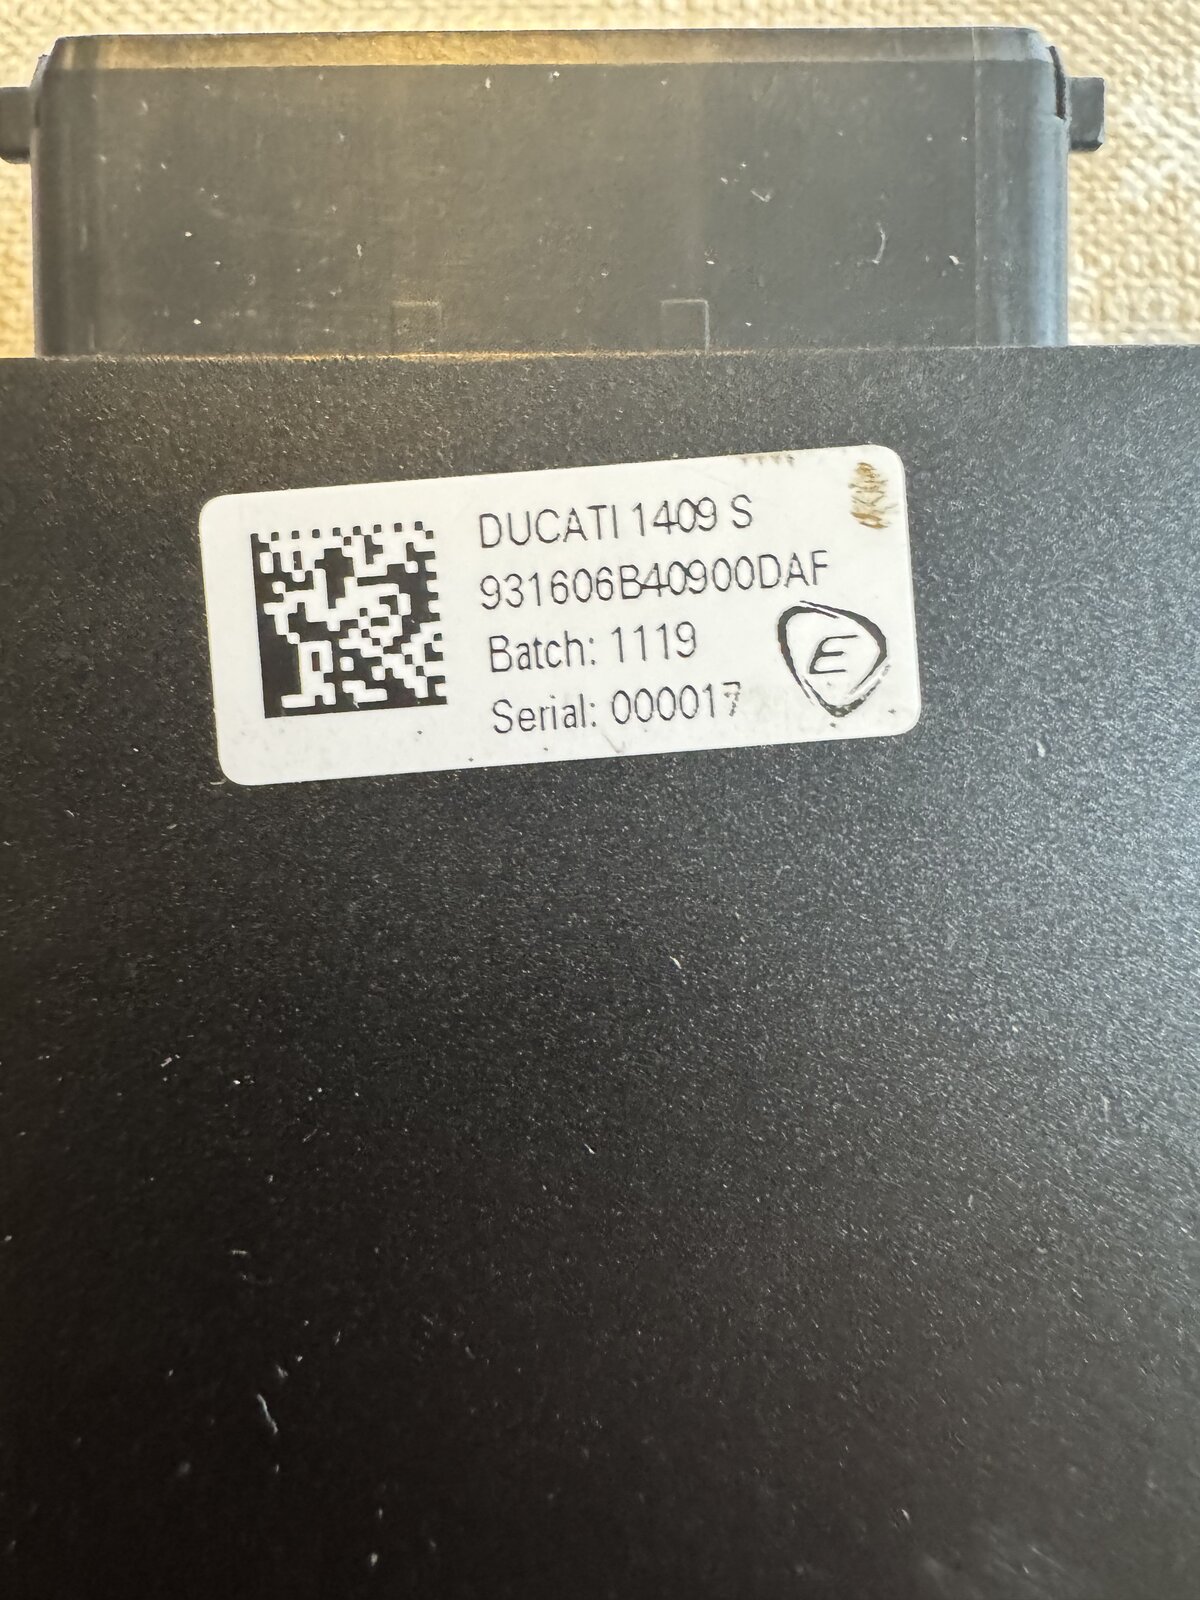 DUCATI 1409 S
931606B40900DAF
Batch: 1119
Serial: 000017
E